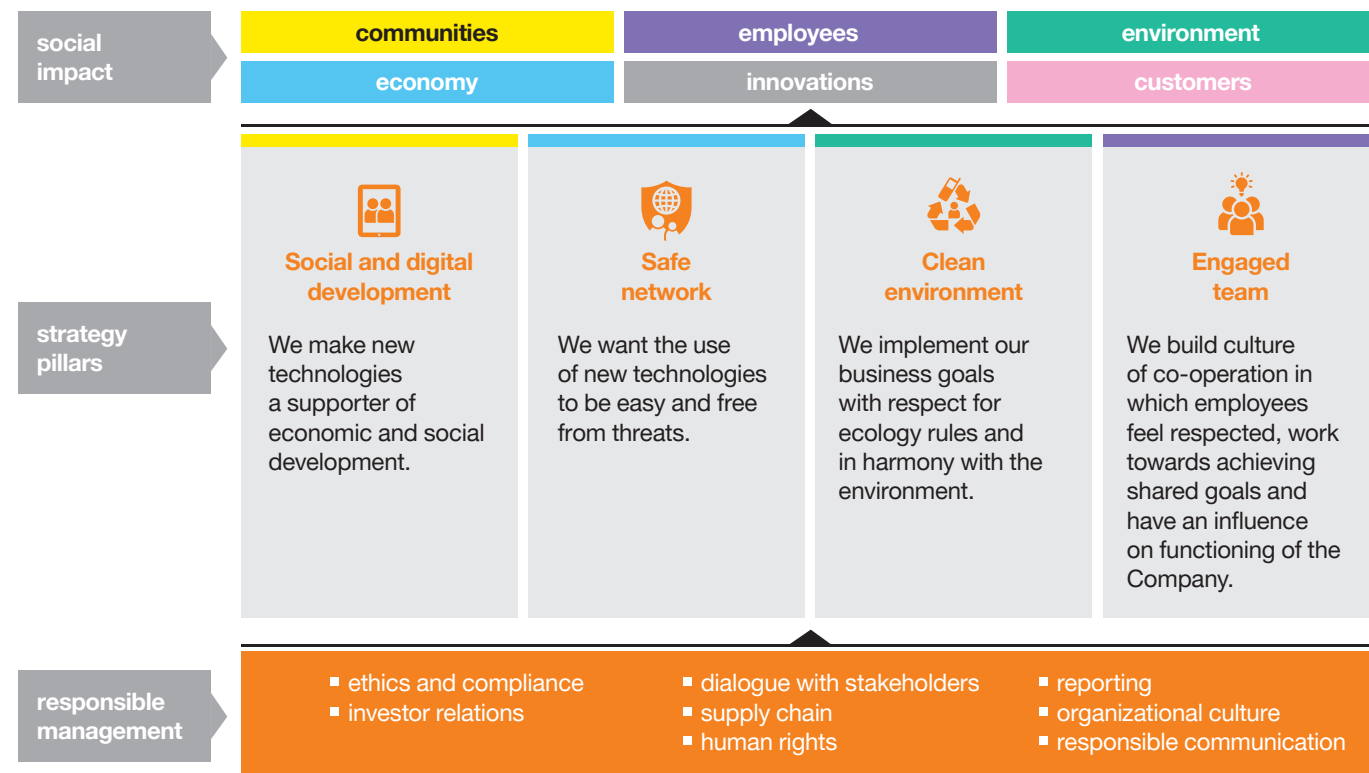 social
impact
communities
employees
environment
economy
innovations
customers
strategy
pillars
Social and digital
development
We make new
technologies
a supporter of
economic and social
development.
Safe
network
We want the use
of new technologies
to be easy and free
from threats.
Clean
environment
We implement our
business goals
with respect for
ecology rules and
in harmony with the
environment.
Engaged
team
We build culture
of co-operation in
which employees
feel respected, work
towards achieving
shared goals and
have an influence
on functioning of the
Company.
responsible
management
▪ ethics and compliance
▪ investor relations
▪ dialogue with stakeholders
▪ supply chain
▪ human rights
▪ reporting
▪ organizational culture
▪ responsible communication